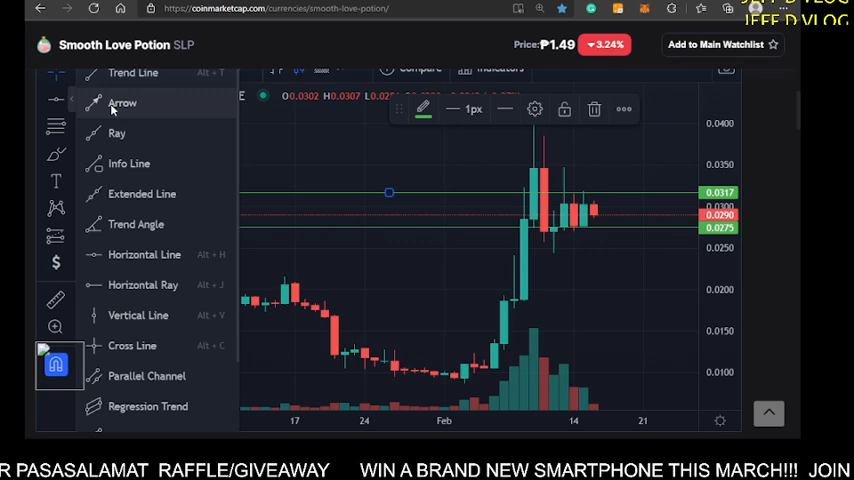 JEFF D VLOG
https://coinmarketcap.com/currencies/smooth-love-potion/
JEFF D VLOG
Smooth Love Potion SLP
Price: ₱1.49 ▾3.24%
Add to Main Watchlist
Trend Line Alt + T
Compare
Indicators
Arrow
O0.0302 H0.0307
1px
Ray
Info Line
Extended Line
Trend Angle
Horizontal Line Alt + H
Horizontal Ray Alt + J
Vertical Line Alt + V
Cross Line Alt + C
Parallel Channel
Regression Trend
0.0400
0.0350
0.0317
0.0300
0.0290
0.0275
0.0250
0.0200
0.0150
0.0100
17 24 Feb 14 21
R PASASALAMAT RAFFLE/GIVEAWAY WIN A BRAND NEW SMARTPHONE THIS MARCH!!! JOIN